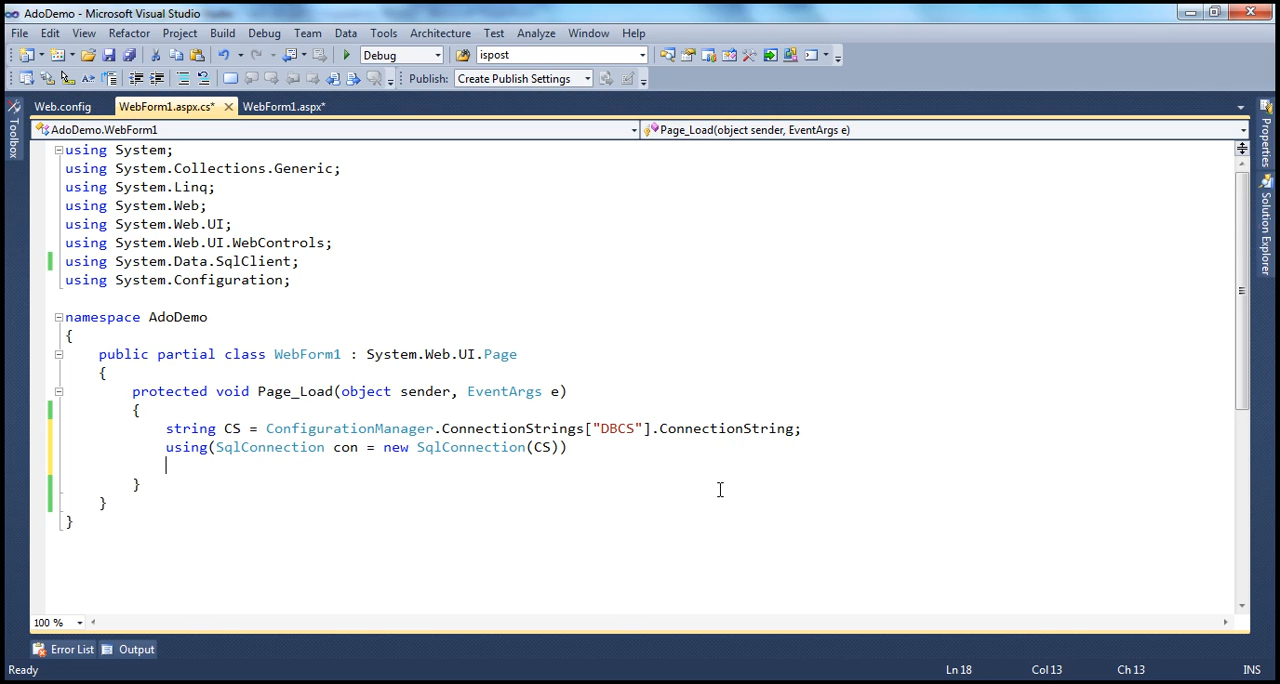 AdoDemo - Microsoft Visual Studio
File Edit View Refactor Project Build Debug Team Data Tools Architecture Test Analyze Window Help
Debug ispost
Publish: Create Publish Settings
Web.config WebForm1.aspx.cs* WebForm1.aspx*
AdoDemo.WebForm1 Page_Load(object sender, EventArgs e)
Toolbox
Properties
Solution Explorer
using System;
using System.Collections.Generic;
using System.Linq;
using System.Web;
using System.Web.UI;
using System.Web.UI.WebControls;
using System.Data.SqlClient;
using System.Configuration;
namespace AdoDemo
{
public partial class WebForm1 : System.Web.UI.Page
{
protected void Page_Load(object sender, EventArgs e)
{
string CS = ConfigurationManager.ConnectionStrings["DBCS"].ConnectionString;
using(SqlConnection con = new SqlConnection(CS))
}
}
}
100 %
Error List Output
Ready Ln 18 Col 13 Ch 13 INS